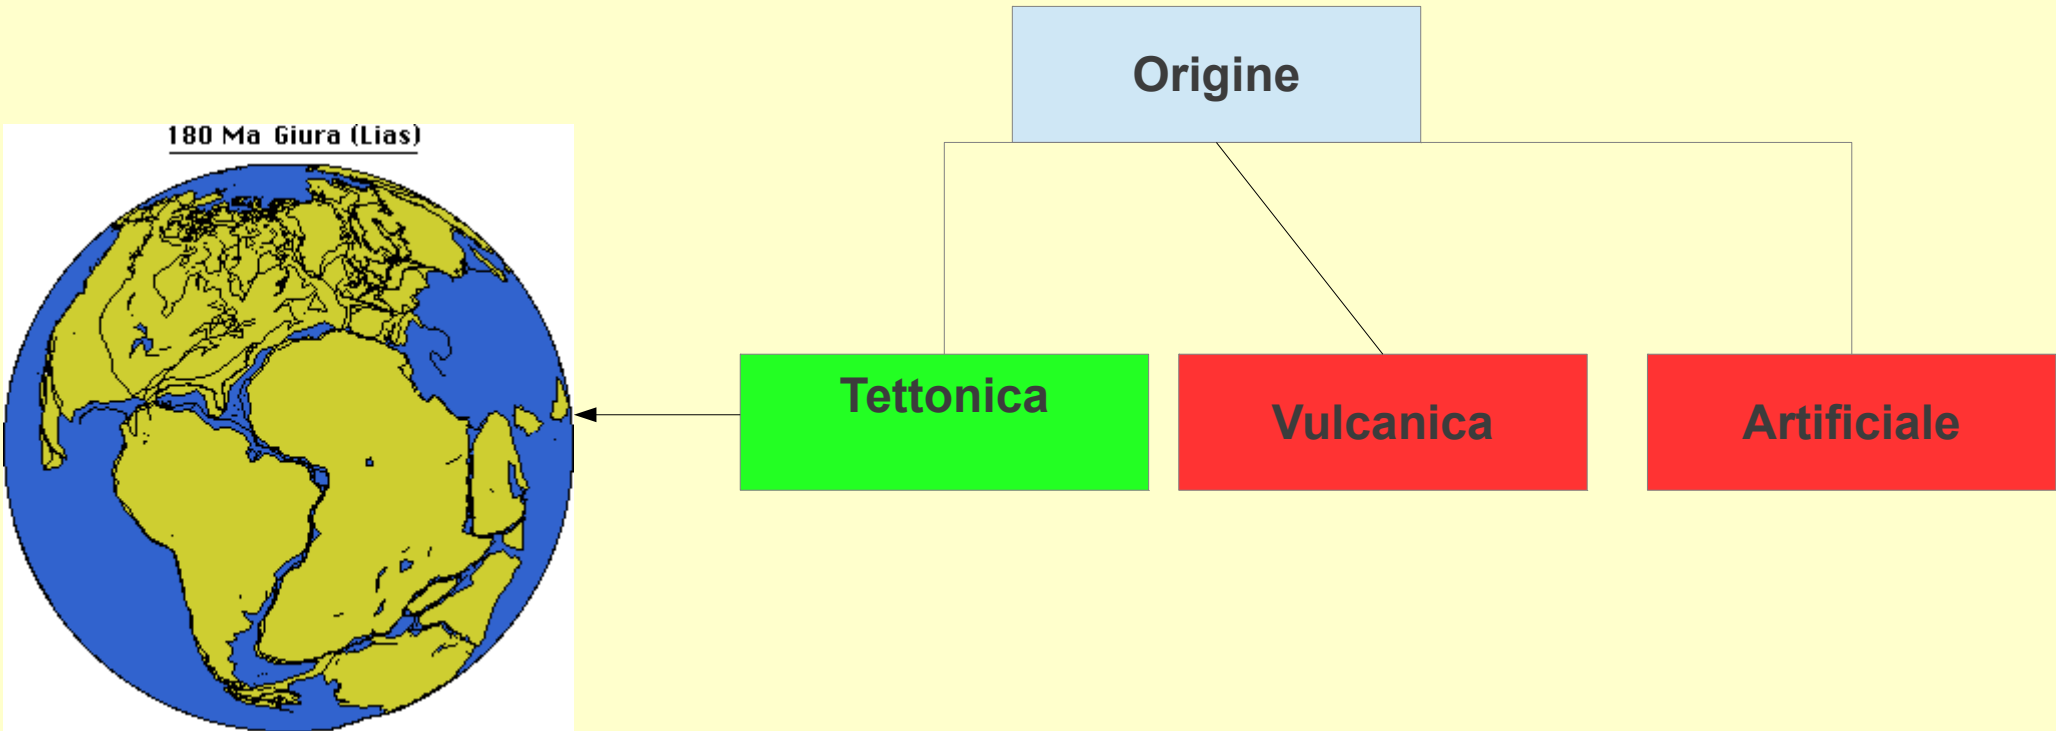 Origine
180 Ma Giura (Lias)
Tettonica
Vulcanica
Artificiale